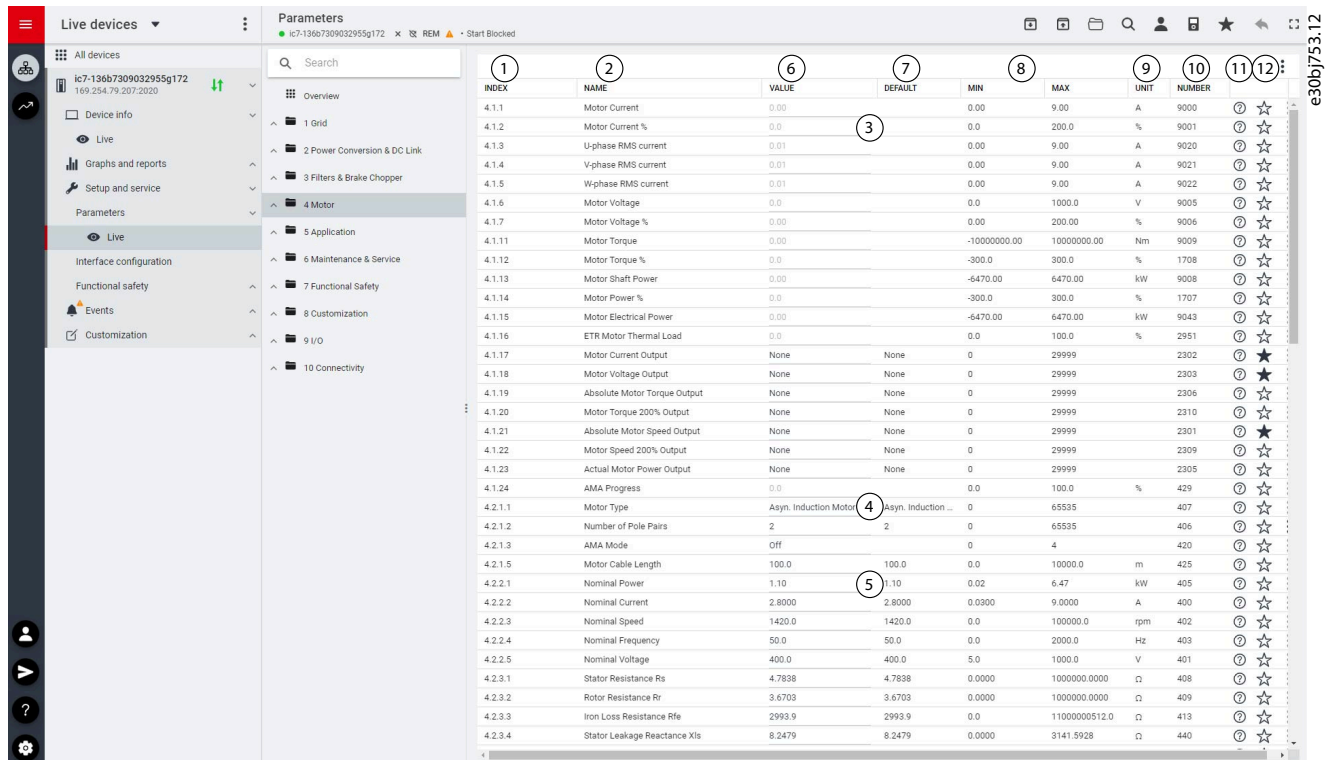 Live devices
All devices
ic7-136b7309032955g172
169.254.79.207:2020
Device info
Live
Graphs and reports
Setup and service
Parameters
Live
Interface configuration
Functional safety
Events
Customization
Parameters
ic7-136b7309032955g172 REM • Start Blocked
Search
Overview
1 Grid
2 Power Conversion & DC Link
3 Filters & Brake Chopper
4 Motor
5 Application
6 Maintenance & Service
7 Functional Safety
8 Customization
9 I/O
10 Connectivity
1 2 6 7 8 9 10 11 12
INDEX NAME VALUE DEFAULT MIN MAX UNIT NUMBER
4.1.1 Motor Current 0.00 0.00 9.00 A 9000
4.1.2 Motor Current % 0.0 3 0.0 200.0 % 9001
4.1.3 U-phase RMS current 0.01 0.00 9.00 A 9020
4.1.4 V-phase RMS current 0.01 0.00 9.00 A 9021
4.1.5 W-phase RMS current 0.01 0.00 9.00 A 9022
4.1.6 Motor Voltage 0.0 0.0 1000.0 V 9005
4.1.7 Motor Voltage % 0.00 0.00 200.00 % 9006
4.1.11 Motor Torque 0.00 -10000000.00 10000000.00 Nm 9009
4.1.12 Motor Torque % 0.0 -300.0 300.0 % 1708
4.1.13 Motor Shaft Power 0.00 -6470.00 6470.00 kW 9008
4.1.14 Motor Power % 0.0 -300.0 300.0 % 1707
4.1.15 Motor Electrical Power 0.00 -6470.00 6470.00 kW 9043
4.1.16 ETR Motor Thermal Load 0.0 0.0 100.0 % 2951
4.1.17 Motor Current Output None None 0 29999 2302
4.1.18 Motor Voltage Output None None 0 29999 2303
4.1.19 Absolute Motor Torque Output None None 0 29999 2306
4.1.20 Motor Torque 200% Output None None 0 29999 2310
4.1.21 Absolute Motor Speed Output None None 0 29999 2301
4.1.22 Motor Speed 200% Output None None 0 29999 2309
4.1.23 Actual Motor Power Output None None 0 29999 2305
4.1.24 AMA Progress 0.0 0.0 100.0 % 429
4.2.1.1 Motor Type Asyn. Induction Motor 4 Asyn. Induction ... 0 65535 407
4.2.1.2 Number of Pole Pairs 2 2 0 65535 406
4.2.1.3 AMA Mode Off 0 4 420
4.2.1.5 Motor Cable Length 100.0 100.0 0.0 10000.0 m 425
4.2.2.1 Nominal Power 1.10 5 1.10 0.02 6.47 kW 405
4.2.2.2 Nominal Current 2.8000 2.8000 0.0300 9.0000 A 400
4.2.2.3 Nominal Speed 1420.0 1420.0 0.0 100000.0 rpm 402
4.2.2.4 Nominal Frequency 50.0 50.0 0.0 2000.0 Hz 403
4.2.2.5 Nominal Voltage 400.0 400.0 5.0 1000.0 V 401
4.2.3.1 Stator Resistance Rs 4.7838 4.7838 0.0000 1000000.0000 Ω 408
4.2.3.2 Rotor Resistance Rr 3.6703 3.6703 0.0000 1000000.0000 Ω 409
4.2.3.3 Iron Loss Resistance Rfe 2993.9 2993.9 0.0 11000000512.0 Ω 413
4.2.3.4 Stator Leakage Reactance Xls 8.2479 8.2479 0.0000 3141.5928 Ω 440
e30bj753.12